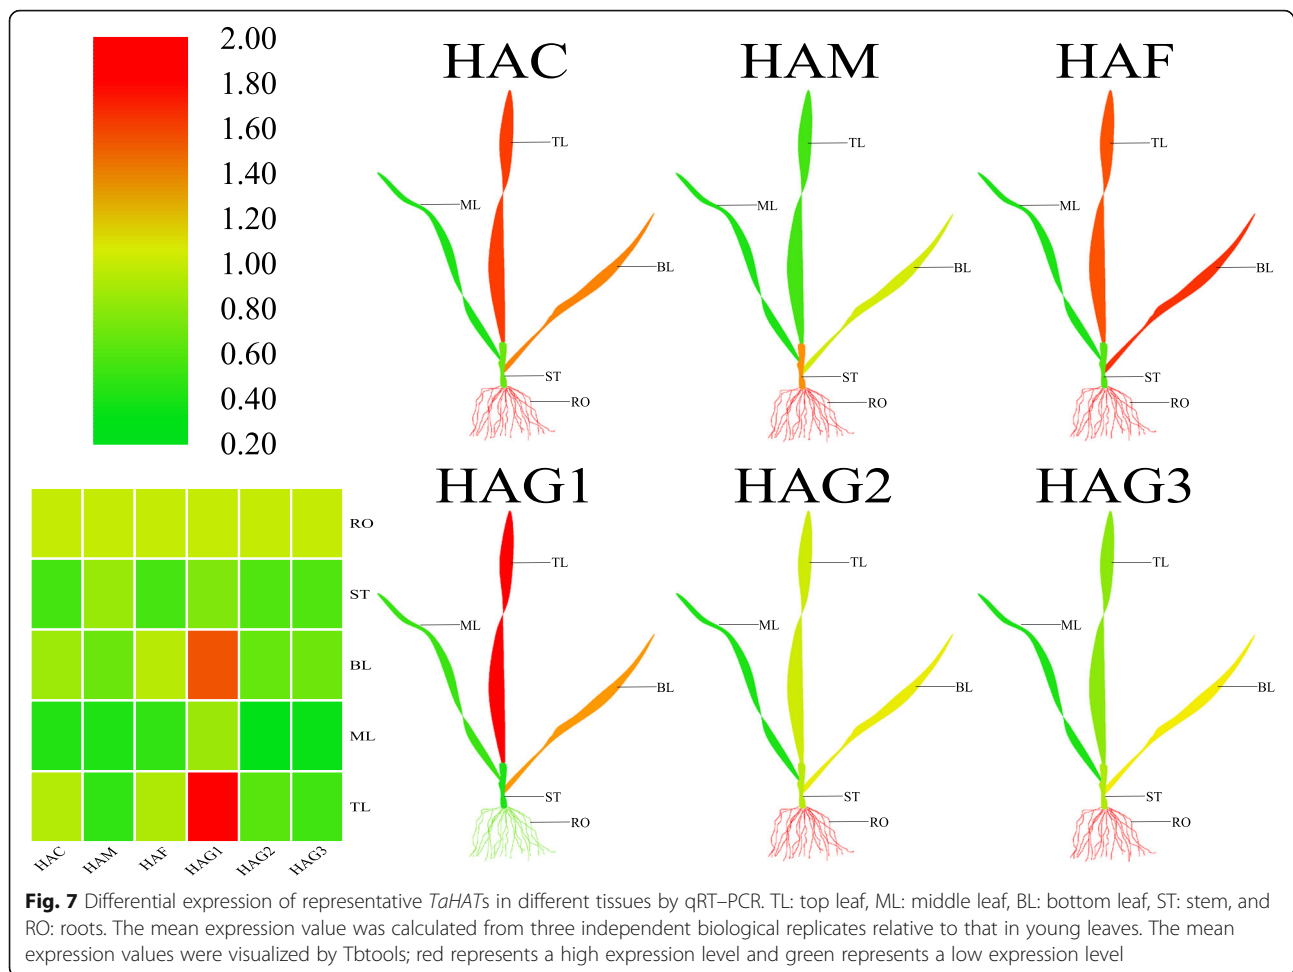 2.00
1.80
1.60
1.40
1.20
1.00
0.80
0.60
0.40
0.20
HAC
TL
ML
BL
ST
RO
HAM
TL
ML
BL
ST
RO
HAF
TL
ML
BL
ST
RO
RO
ST
BL
ML
TL
HAC HAM HAF HAG1 HAG2 HAG3
HAG1
TL
ML
BL
ST
RO
HAG2
TL
ML
BL
ST
RO
HAG3
TL
ML
BL
ST
RO
Fig. 7 Differential expression of representative TaHATs in different tissues by qRT–PCR. TL: top leaf, ML: middle leaf, BL: bottom leaf, ST: stem, and
RO: roots. The mean expression value was calculated from three independent biological replicates relative to that in young leaves. The mean
expression values were visualized by Tbtools; red represents a high expression level and green represents a low expression level